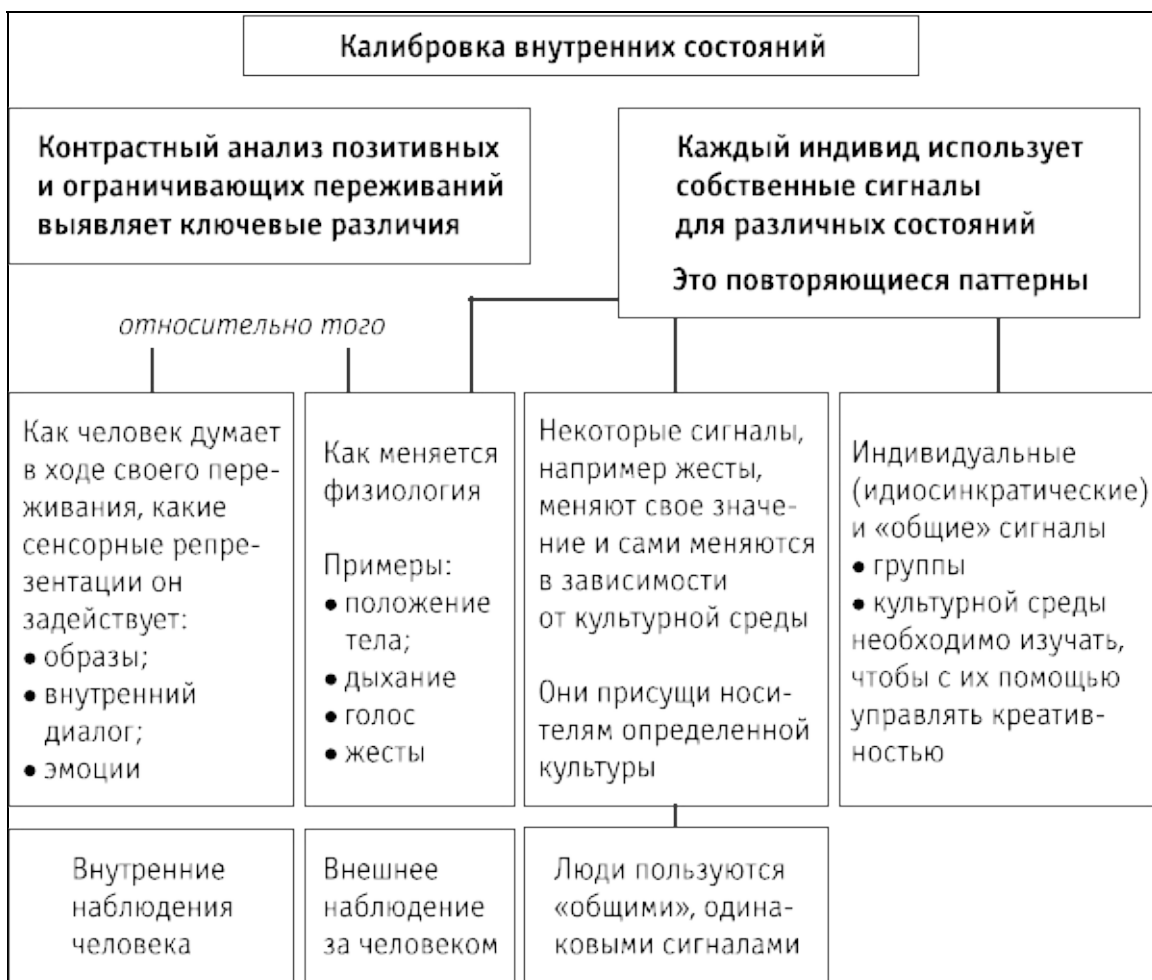 Калибровка внутренних состояний
Контрастный анализ позитивных
и ограничивающих переживаний
выявляет ключевые различия
Каждый индивид использует
собственные сигналы
для различных состояний
Это повторяющиеся паттерны
относительно того
Как человек думает
в ходе своего пере-
живания, какие
сенсорные репре-
зентации он
задействует:
● образы;
● внутренний
диалог;
● эмоции
Как меняется
физиология
Примеры:
● положение
тела;
● дыхание
● голос
● жесты
Некоторые сигналы,
например жесты,
меняют свое значе-
ние и сами меняются
в зависимости
от культурной среды
Они присущи носи-
телям определенной
культуры
Индивидуальные
(идиосинкратические)
и «общие» сигналы
● группы
● культурной среды
необходимо изучать,
чтобы с их помощью
управлять креатив-
ностью
Внутренние
наблюдения
человека
Внешнее
наблюдение
за человеком
Люди пользуются
«общими», одина-
ковыми сигналами